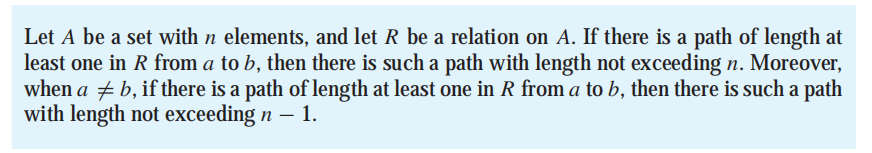 Let A be a set with n elements, and let R be a relation on A. If there is a path of length at
least one in R from a to b, then there is such a path with length not exceeding n. Moreover,
when a ≠ b, if there is a path of length at least one in R from a to b, then there is such a path
with length not exceeding n − 1.